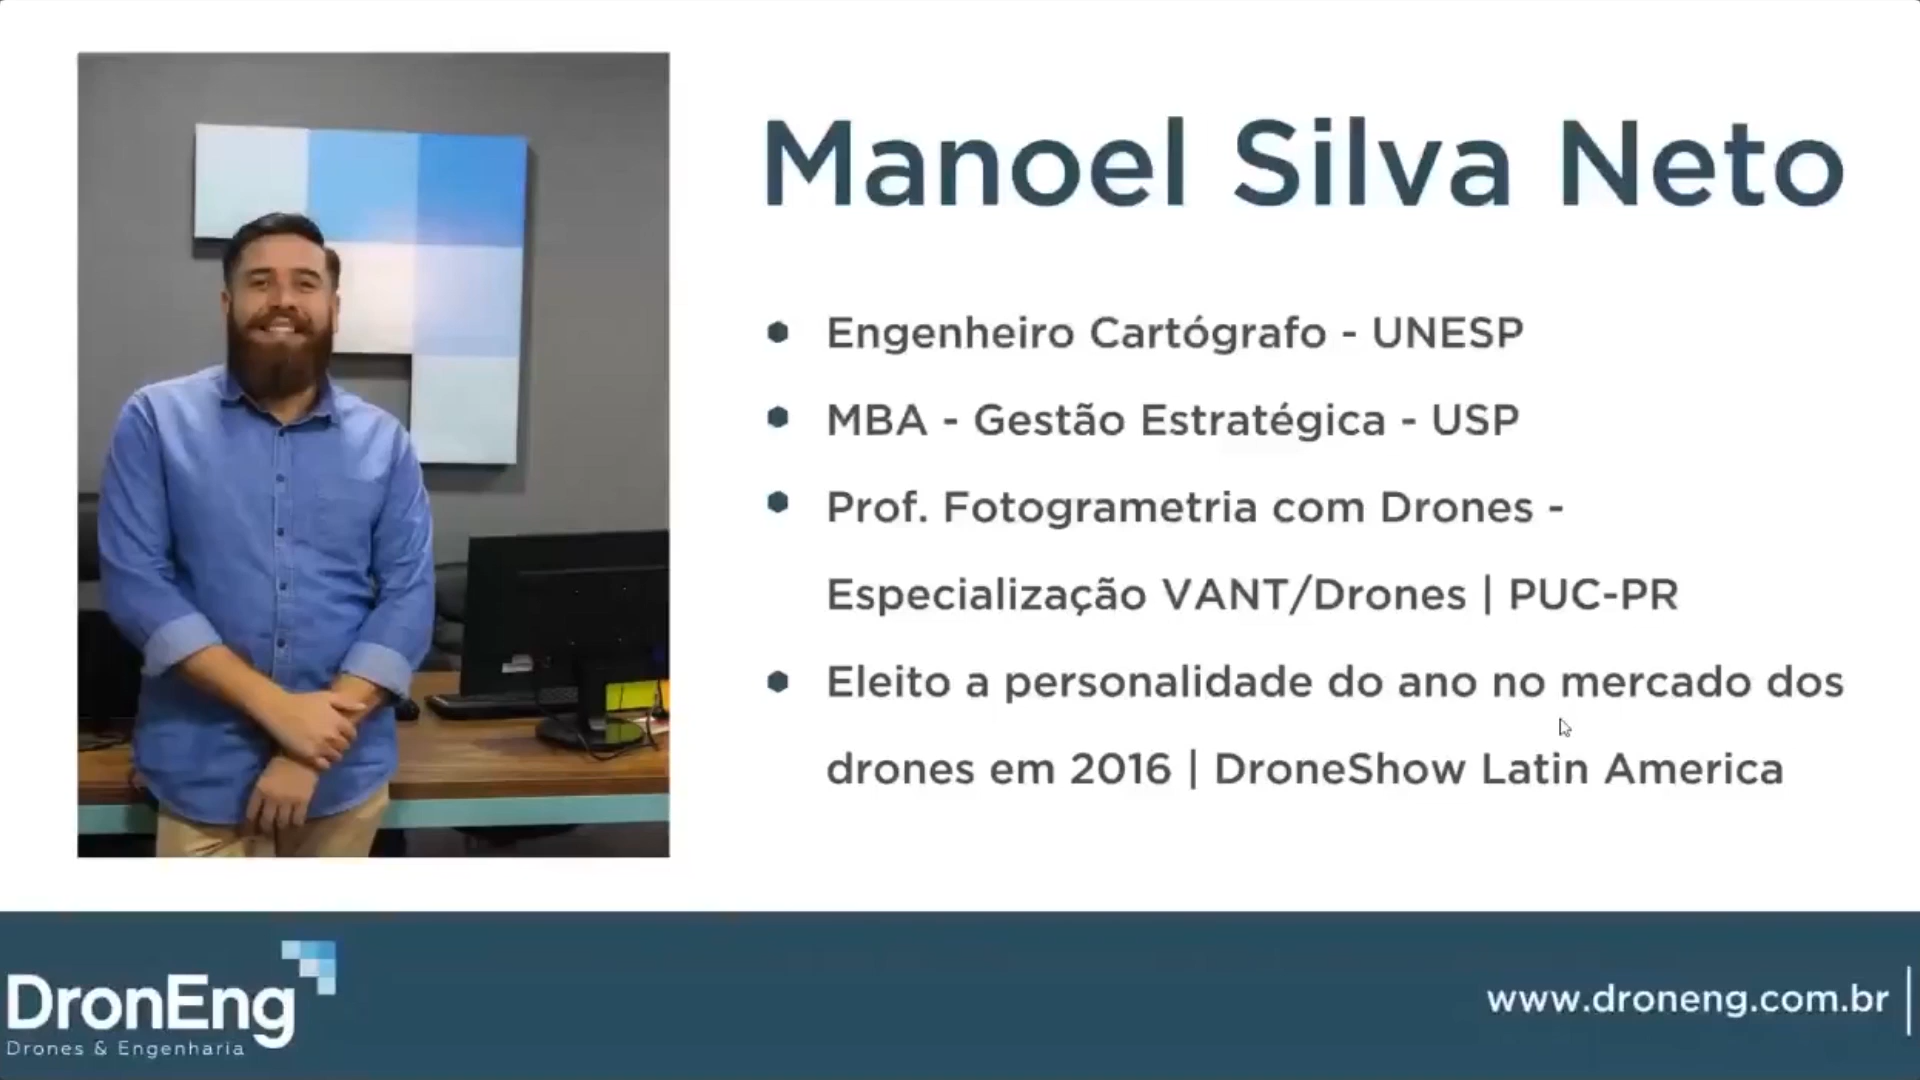 Manoel Silva Neto
Engenheiro Cartógrafo - UNESP
MBA - Gestão Estratégica - USP
Prof. Fotogrametria com Drones -
Especialização VANT/Drones | PUC-PR
Eleito a personalidade do ano no mercado dos
drones em 2016 | DroneShow Latin America
DronEng
Drones & Engenharia
www.droneng.com.br